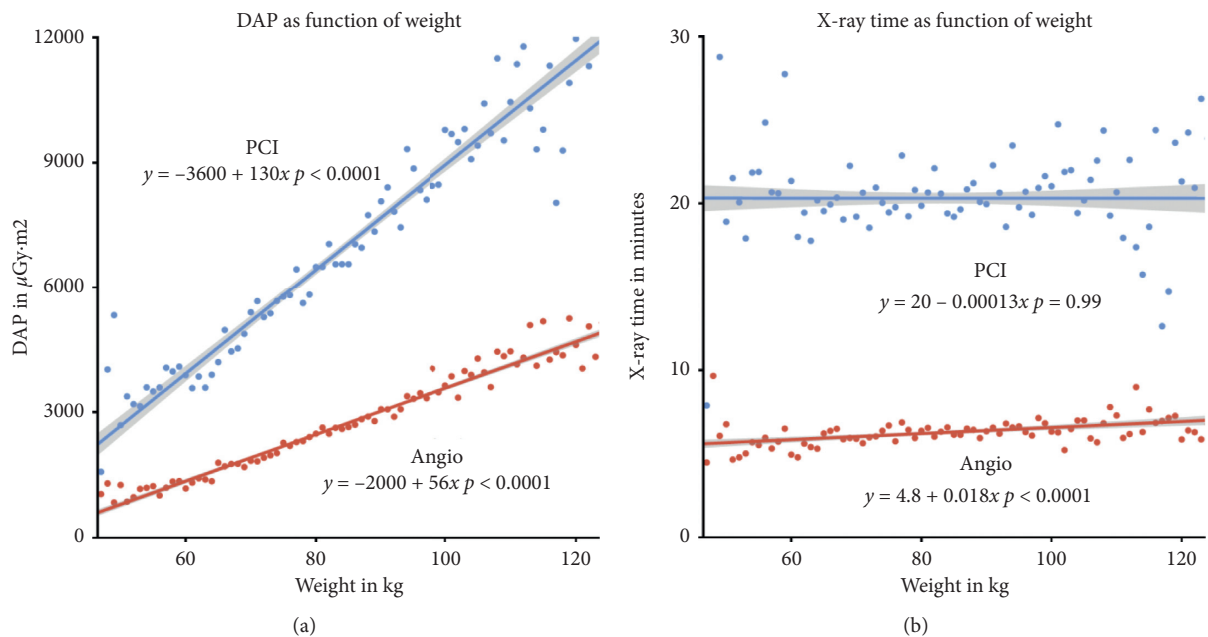 DAP as function of weight
12000
9000
6000
3000
0
DAP in μGy·m2
PCI
y = –3600 + 130x p < 0.0001
Angio
y = –2000 + 56x p < 0.0001
60 80 100 120
Weight in kg
(a)
X-ray time as function of weight
30
20
10
0
X-ray time in minutes
PCI
y = 20 – 0.00013x p = 0.99
Angio
y = 4.8 + 0.018x p < 0.0001
60 80 100 120
Weight in kg
(b)